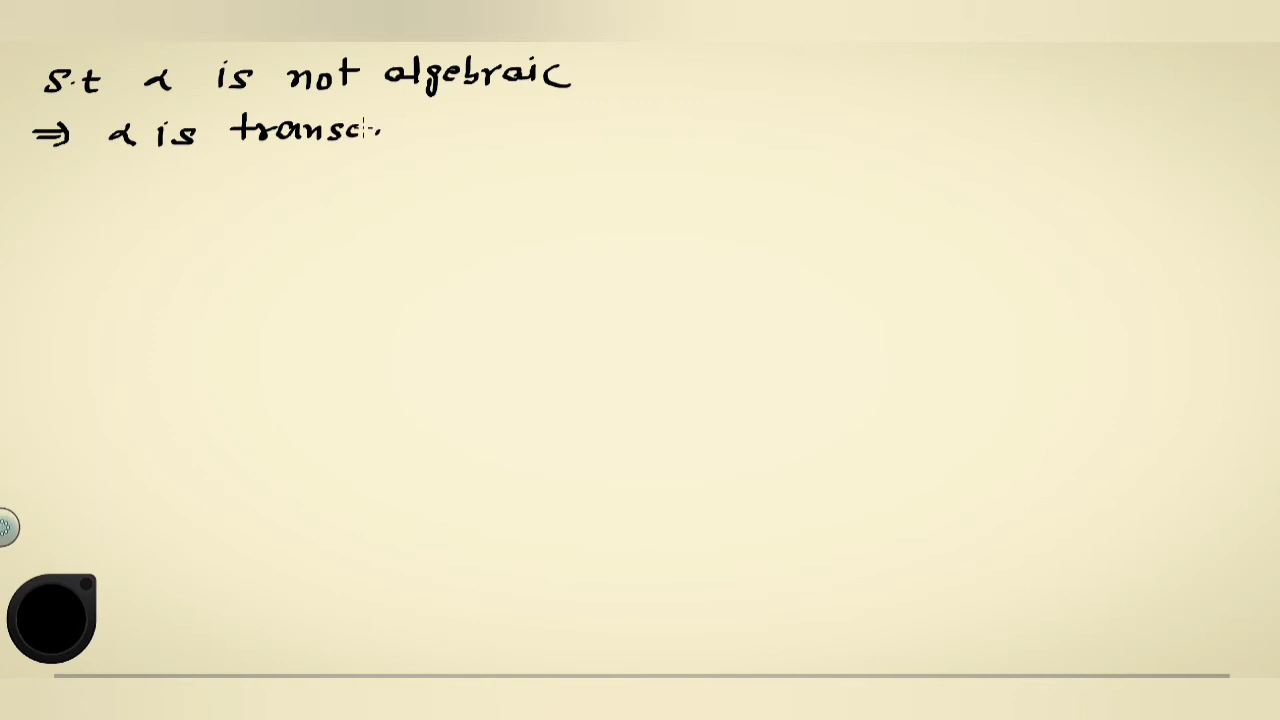 s.t α is not algebraic
⇒ α is transc